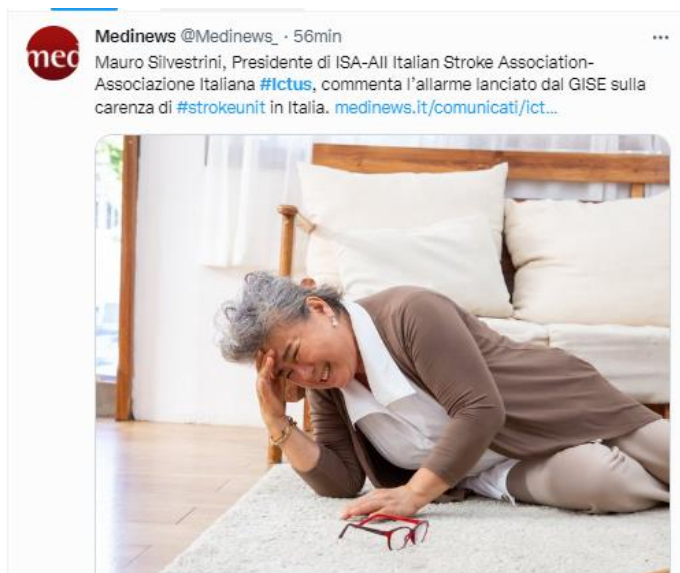 med
Medinews @Medinews_ · 56min
Mauro Silvestrini, Presidente di ISA-AII Italian Stroke Association-
Associazione Italiana #Ictus, commenta l'allarme lanciato dal GISE sulla
carenza di #strokeunit in Italia. medinews.it/comunicati/ict...